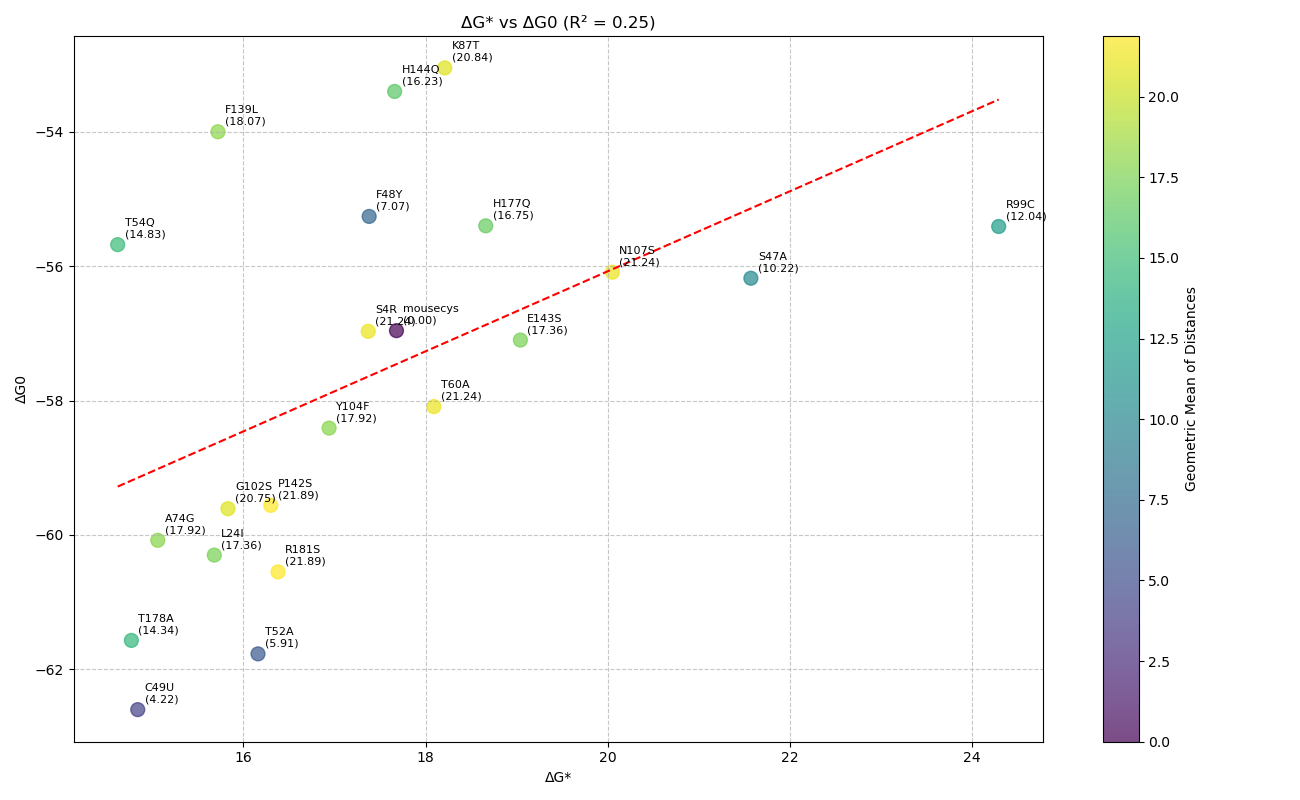 ΔG* vs ΔG0 (R² = 0.25)
K87T
(20.84)
H144Q
(16.23)
F139L
(18.07)
F48Y
(7.07)
H177Q
(16.75)
R99C
(12.04)
T54Q
(14.83)
N107S
(21.24)
S47A
(10.22)
S4R
(21.24)
mousecys
(0.00)
E143S
(17.36)
T60A
(21.24)
Y104F
(17.92)
G102S
(20.75)
P142S
(21.89)
A74G
(17.92)
L24I
(17.36)
R181S
(21.89)
T178A
(14.34)
T52A
(5.91)
C49U
(4.22)
−54
−56
−58
−60
−62
ΔG0
16
18
20
22
24
ΔG*
20.0
17.5
15.0
12.5
10.0
7.5
5.0
2.5
0.0
Geometric Mean of Distances